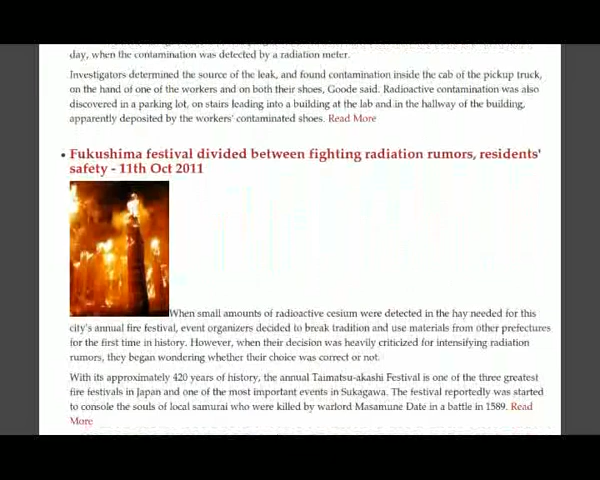 day, when the contamination was detected by a radiation meter.
Investigators determined the source of the leak, and found contamination inside the cab of the pickup truck,
on the hand of one of the workers and on both their shoes, Goode said. Radioactive contamination was also
discovered in a parking lot, on stairs leading into a building at the lab and in the hallway of the building,
apparently deposited by the workers' contaminated shoes. Read More
• Fukushima festival divided between fighting radiation rumors, residents'
safety - 11th Oct 2011
When small amounts of radioactive cesium were detected in the hay needed for this
city's annual fire festival, event organizers decided to break tradition and use materials from other prefectures
for the first time in history. However, when their decision was heavily criticized for intensifying radiation
rumors, they began wondering whether their choice was correct or not.
With its approximately 420 years of history, the annual Taimatsu-akashi Festival is one of the three greatest
fire festivals in Japan and one of the most important events in Sukagawa. The festival reportedly was started
to console the souls of local samurai who were killed by warlord Masamune Date in a battle in 1589. Read
More